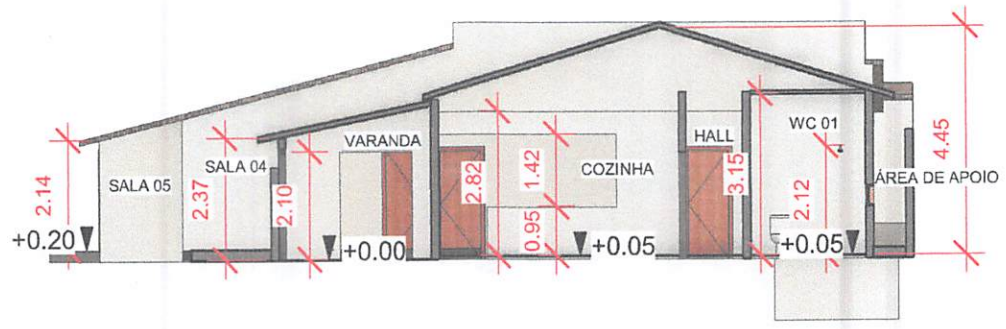 2.14
+0.20
SALA 05
2.37
SALA 04
2.10
VARANDA
+0.00
2.82
1.42
0.95
COZINHA
+0.05
HALL
3.15
WC 01
2.12
+0.05
ÁREA DE APOIO
4.45